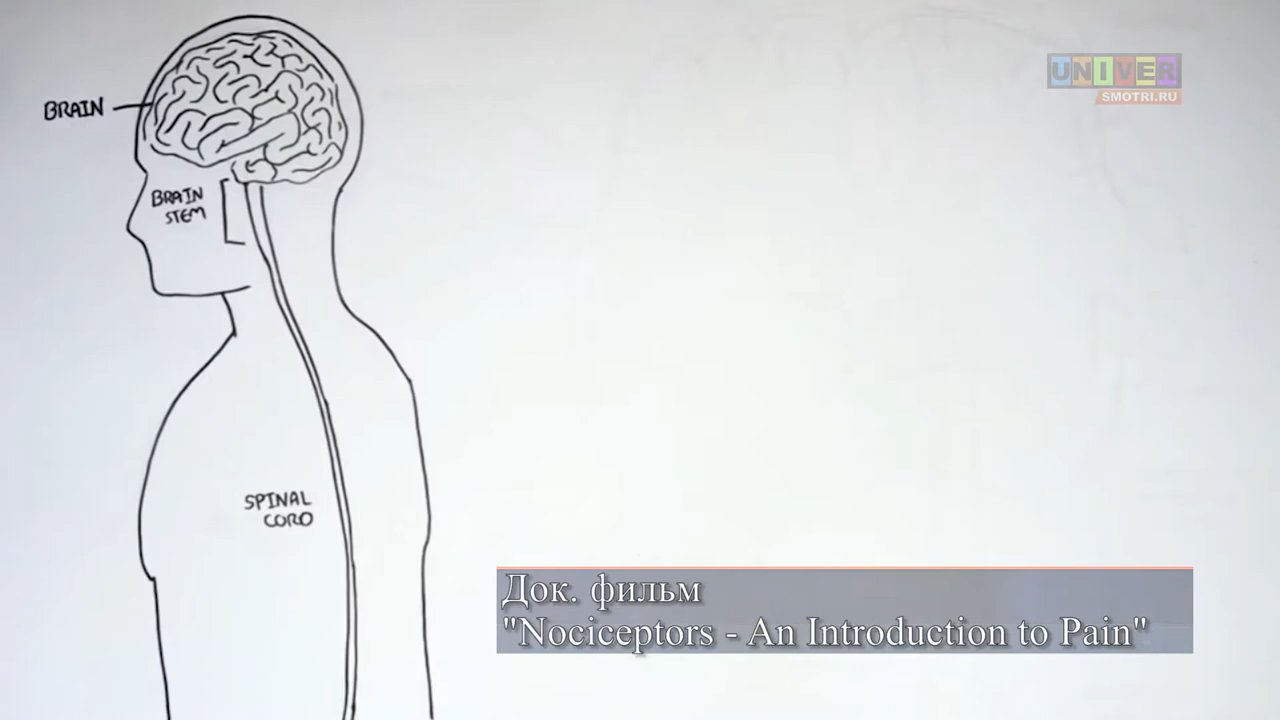 UNIVER
SMOTRI.RU
BRAIN
BRAIN
STEM
SPINAL
CORD
Док. фильм
"Nociceptors - An Introduction to Pain"